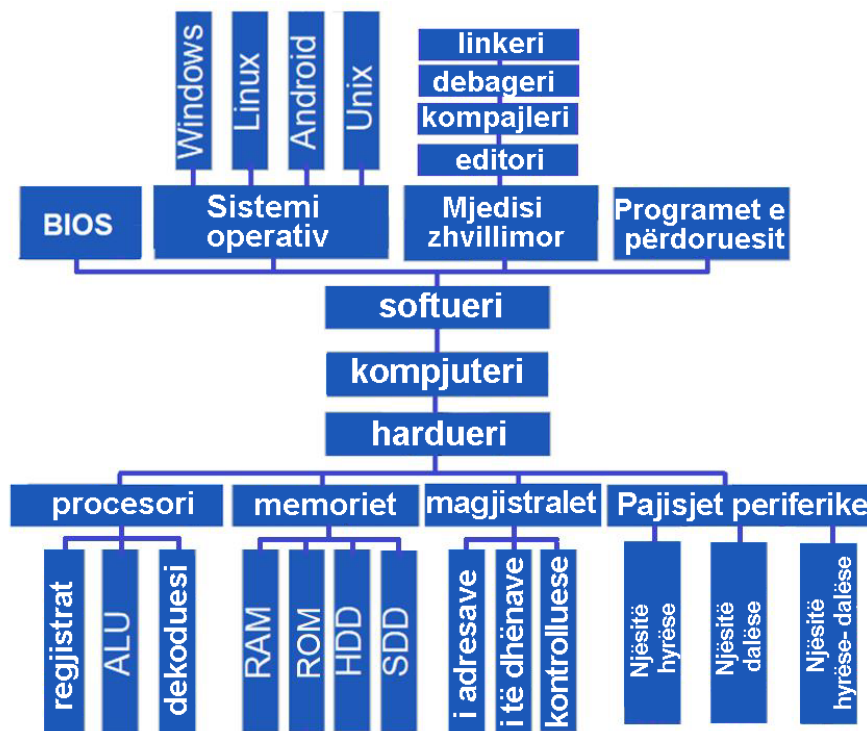 Windows
Linux
Android
Unix
linkeri
debageri
kompajleri
editori
BIOS
Sistemi
operativ
Mjedisi
zhvillimor
Programet e
përdoruesit
softueri
kompjuteri
hardueri
procesori
memoriet
magjistralet
Pajisjet periferike
regjistrat
ALU
dekoduesi
RAM
ROM
HDD
SDD
i adresave
i të dhënave
kontrolluese
Njësitë
hyrëse
Njësitë
dalëse
Njësitë
hyrëse- dalëse